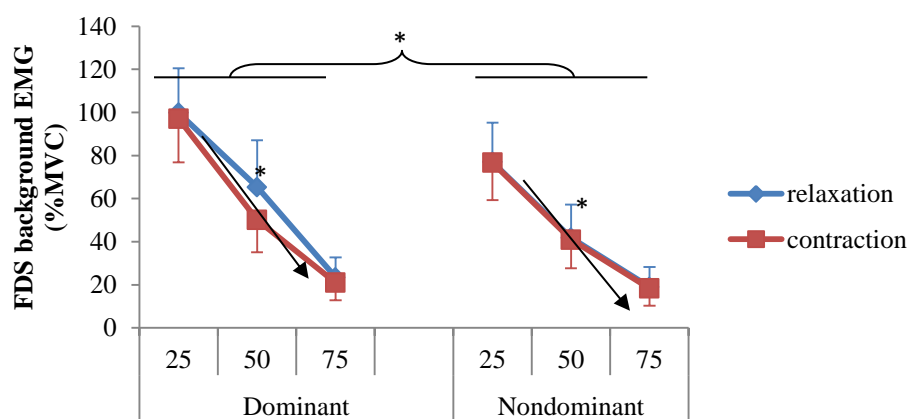 140
120
100
80
60
40
20
0
FDS background EMG
(%MVC)
*
*
*
25 50 75 25 50 75
Dominant Nondominant
relaxation
contraction